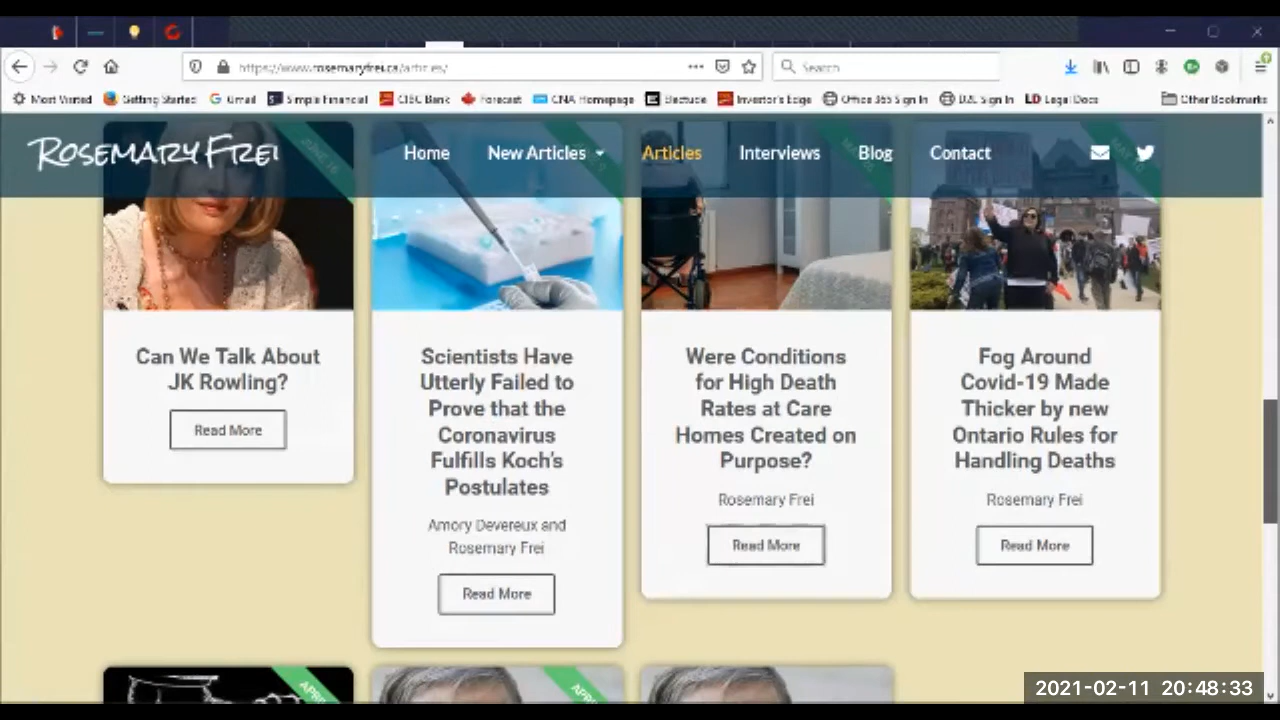 https://www.rosemaryfrei.ca/articles/
Search
Most Visited
Getting Started
Gmail
Simple Financial
CIBC Bank
Forecast
CNA Homepage
Investor's Edge
Office 365 Sign In
D2L Sign In
Legal Docs
Other Bookmarks
Rosemary Frei
Home
New Articles
Articles
Interviews
Blog
Contact
Can We Talk About
JK Rowling?
Read More
Scientists Have
Utterly Failed to
Prove that the
Coronavirus
Fulfills Koch's
Postulates
Amory Devereux and
Rosemary Frei
Read More
Were Conditions
for High Death
Rates at Care
Homes Created on
Purpose?
Rosemary Frei
Read More
Fog Around
Covid-19 Made
Thicker by new
Ontario Rules for
Handling Deaths
Rosemary Frei
Read More
2021-02-11 20:48:33